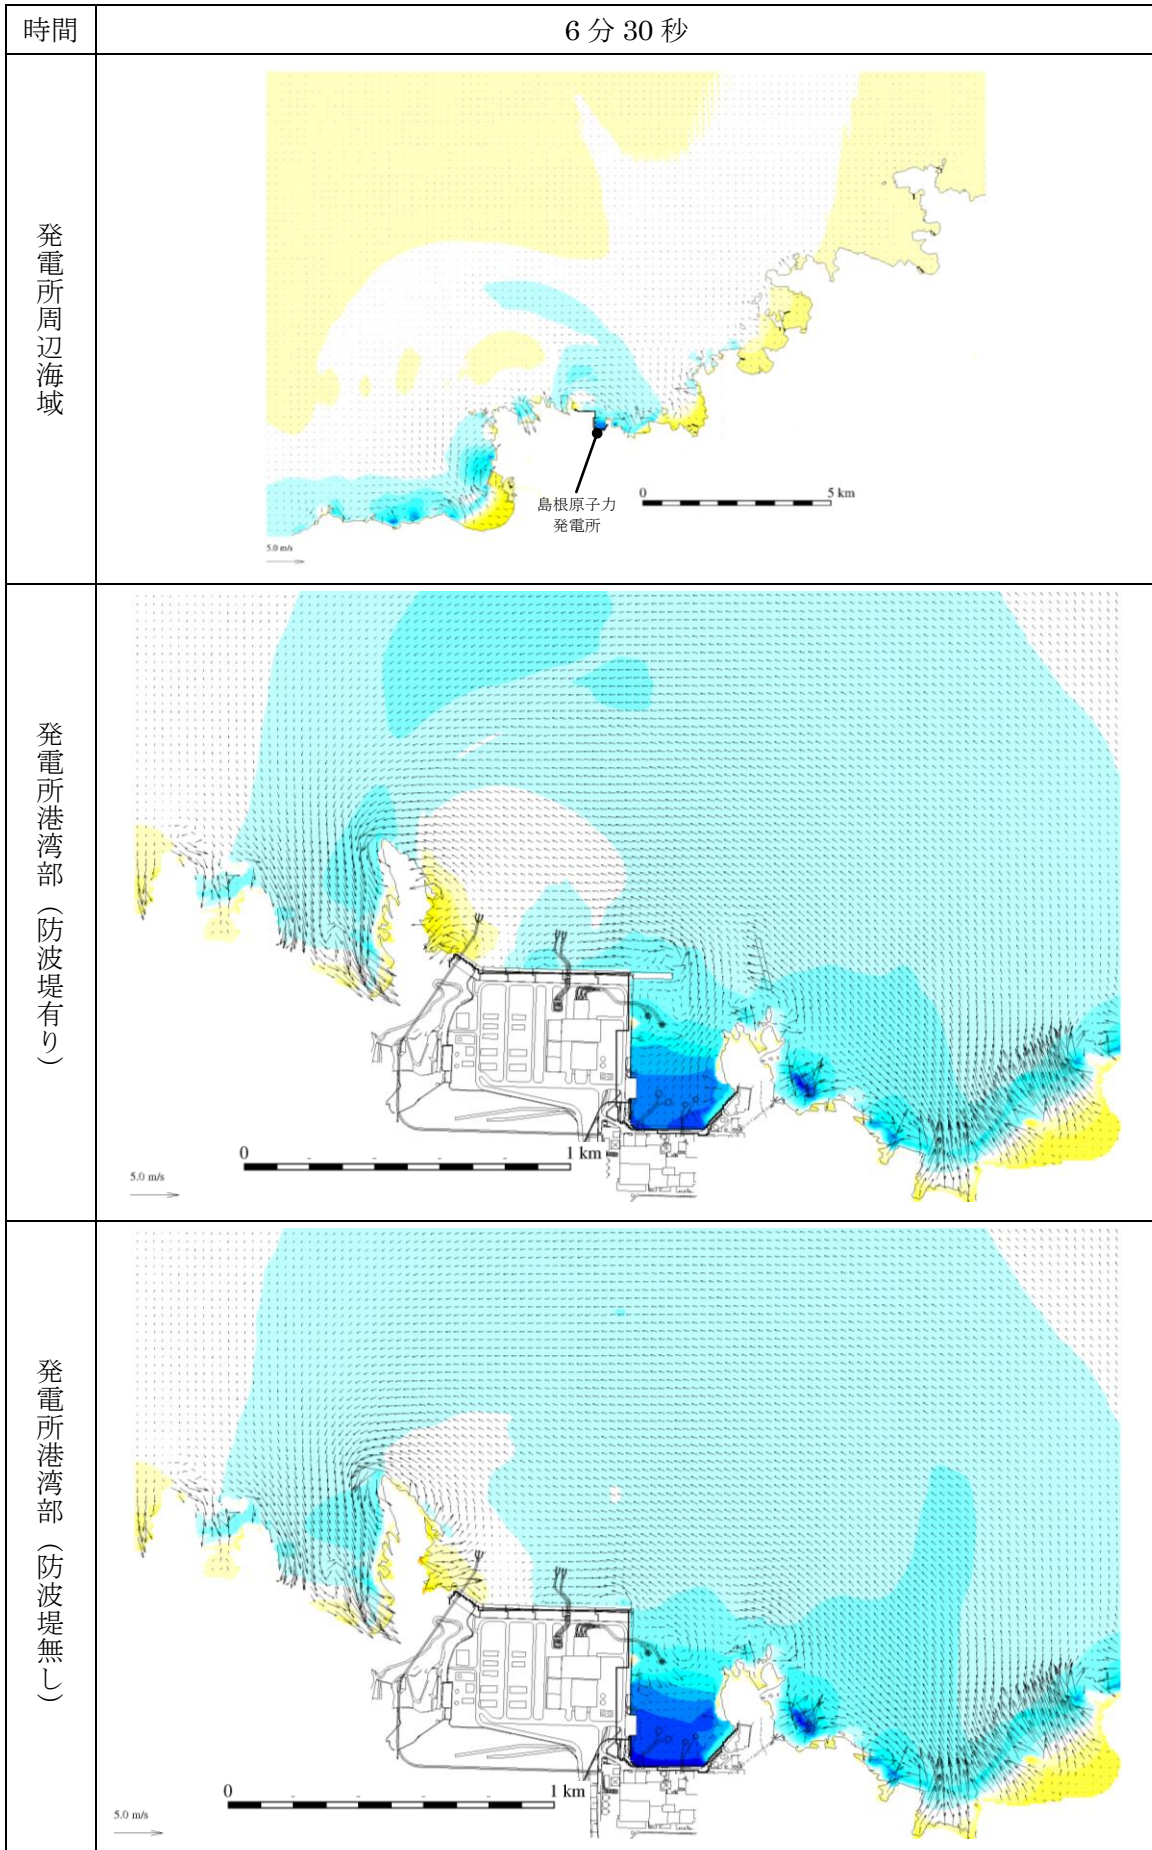 時間
6分30秒
発電所周辺海域
島根原子力
発電所
0
5 km
5.0 m/s
発電所港湾部（防波堤有り）
0
1 km
5.0 m/s
発電所港湾部（防波堤無し）
0
1 km
5.0 m/s